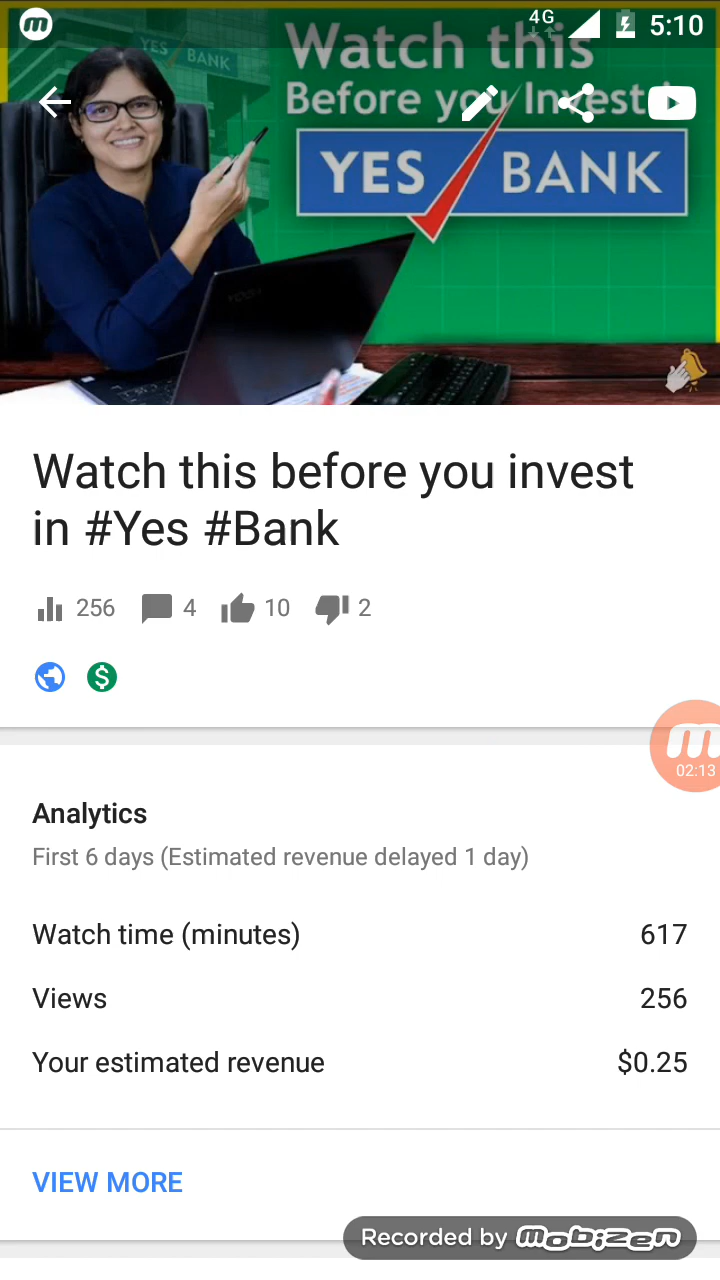 4G
5:10
YES BANK
Watch this
Before you Invest
YES BANK
Watch this before you invest
in #Yes #Bank
256 4 10 2
02:13
Analytics
First 6 days (Estimated revenue delayed 1 day)
Watch time (minutes) 617
Views 256
Your estimated revenue $0.25
VIEW MORE
Recorded by mobizen